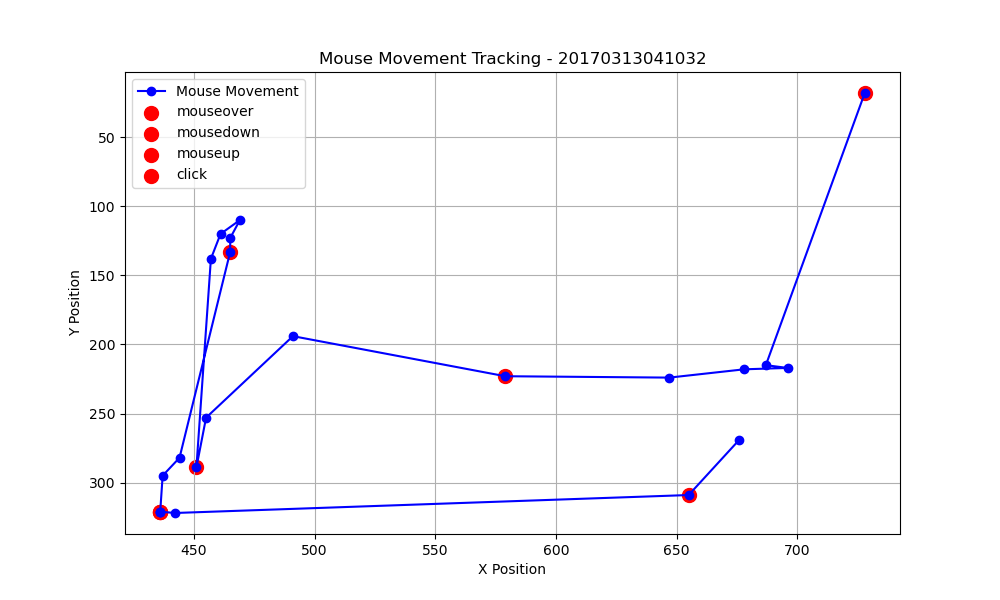 Mouse Movement Tracking - 20170313041032
Mouse Movement
mouseover
mousedown
mouseup
click
Y Position
50
100
150
200
250
300
450
500
550
600
650
700
X Position